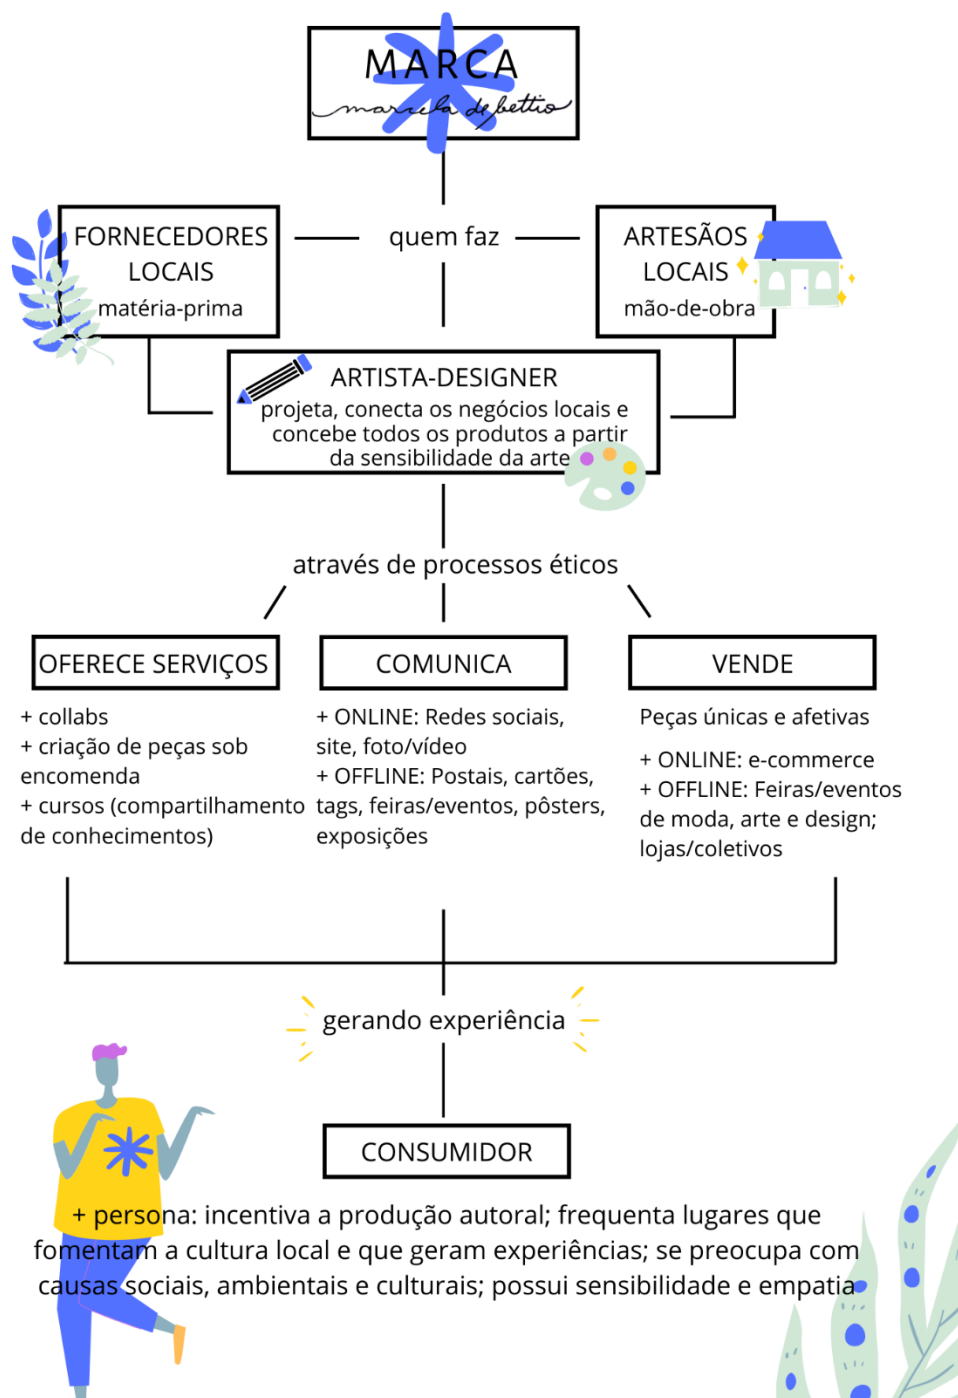 MARCA
marcela de bettio
FORNECEDORES
LOCAIS
matéria-prima
quem faz
ARTESÃOS
LOCAIS
mão-de-obra
ARTISTA-DESIGNER
projeta, conecta os negócios locais e
concebe todos os produtos a partir
da sensibilidade da arte
através de processos éticos
OFERECE SERVIÇOS
+ collabs
+ criação de peças sob
encomenda
+ cursos (compartilhamento
de conhecimentos)
COMUNICA
+ ONLINE: Redes sociais,
site, foto/vídeo
+ OFFLINE: Postais, cartões,
tags, feiras/eventos, pôsters,
exposições
VENDE
Peças únicas e afetivas
+ ONLINE: e-commerce
+ OFFLINE: Feiras/eventos
de moda, arte e design;
lojas/coletivos
gerando experiência
CONSUMIDOR
+ persona: incentiva a produção autoral; frequenta lugares que
fomentam a cultura local e que geram experiências; se preocupa com
causas sociais, ambientais e culturais; possui sensibilidade e empatia